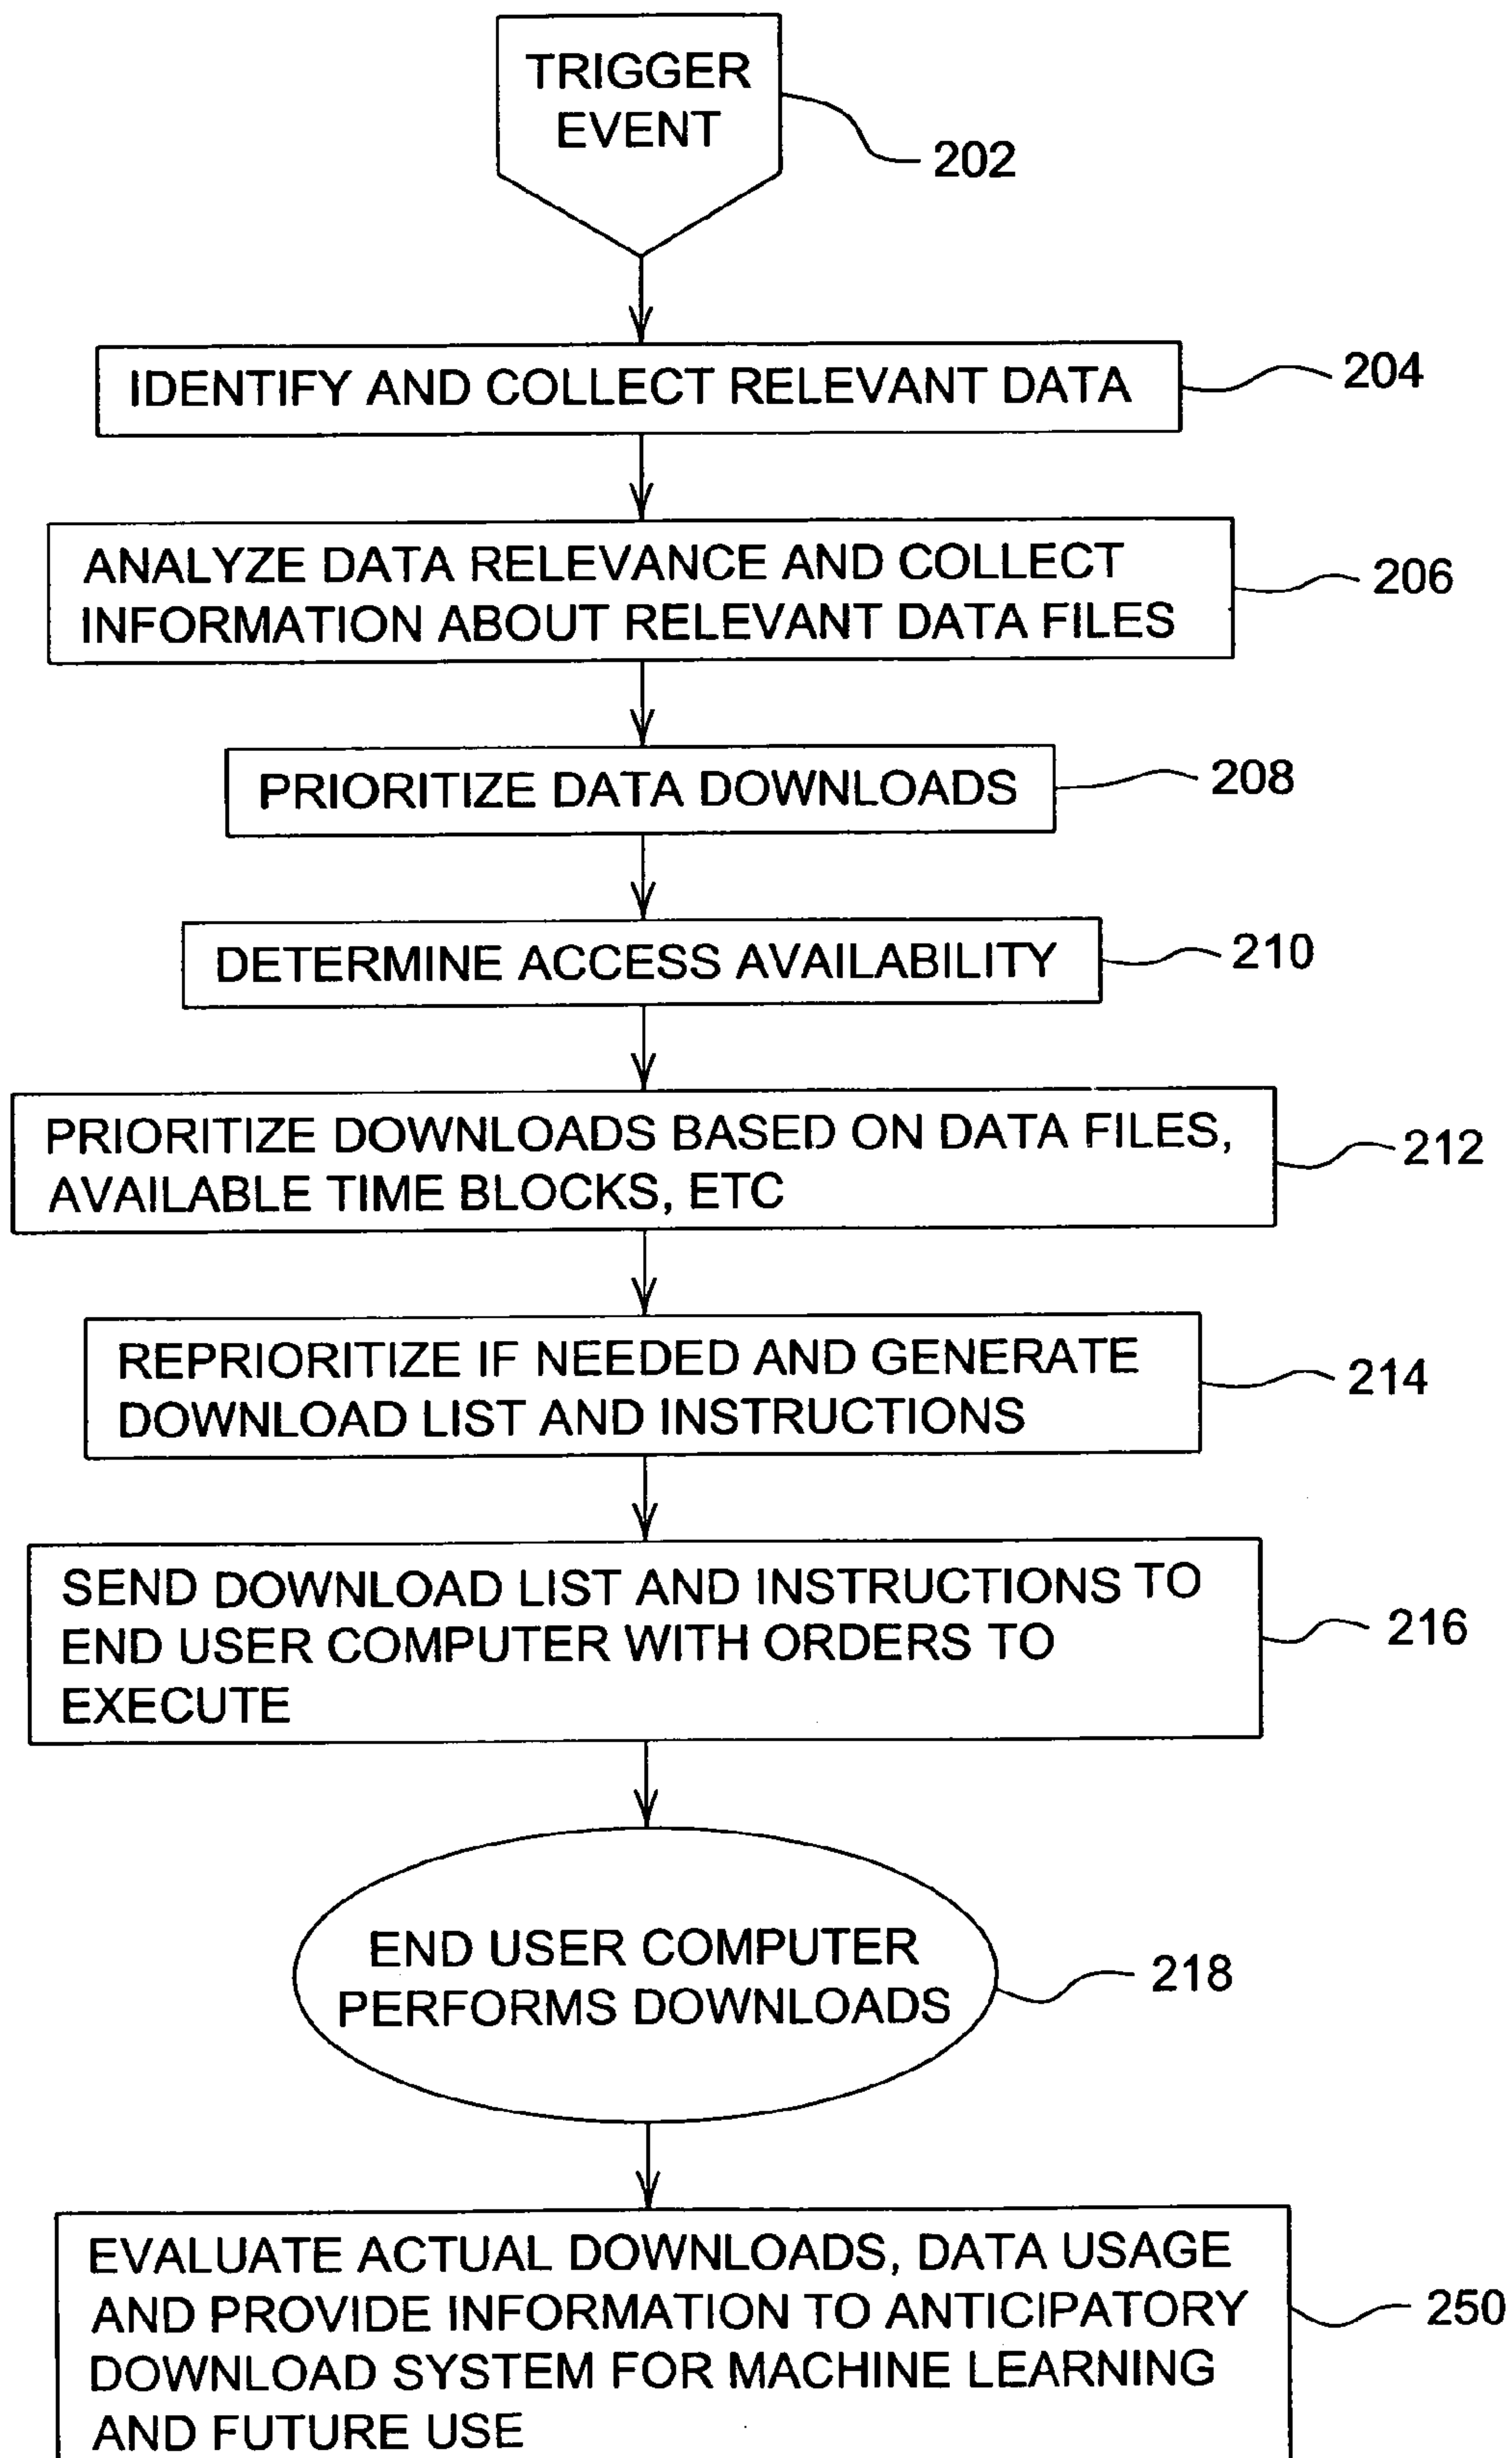 TRIGGER
EVENT
202
IDENTIFY AND COLLECT RELEVANT DATA
204
ANALYZE DATA RELEVANCE AND COLLECT
INFORMATION ABOUT RELEVANT DATA FILES
206
PRIORITIZE DATA DOWNLOADS
208
DETERMINE ACCESS AVAILABILITY
210
PRIORITIZE DOWNLOADS BASED ON DATA FILES,
AVAILABLE TIME BLOCKS, ETC
212
REPRIORITIZE IF NEEDED AND GENERATE
DOWNLOAD LIST AND INSTRUCTIONS
214
SEND DOWNLOAD LIST AND INSTRUCTIONS TO
END USER COMPUTER WITH ORDERS TO
EXECUTE
216
END USER COMPUTER
PERFORMS DOWNLOADS
218
EVALUATE ACTUAL DOWNLOADS, DATA USAGE
AND PROVIDE INFORMATION TO ANTICIPATORY
DOWNLOAD SYSTEM FOR MACHINE LEARNING
AND FUTURE USE
250